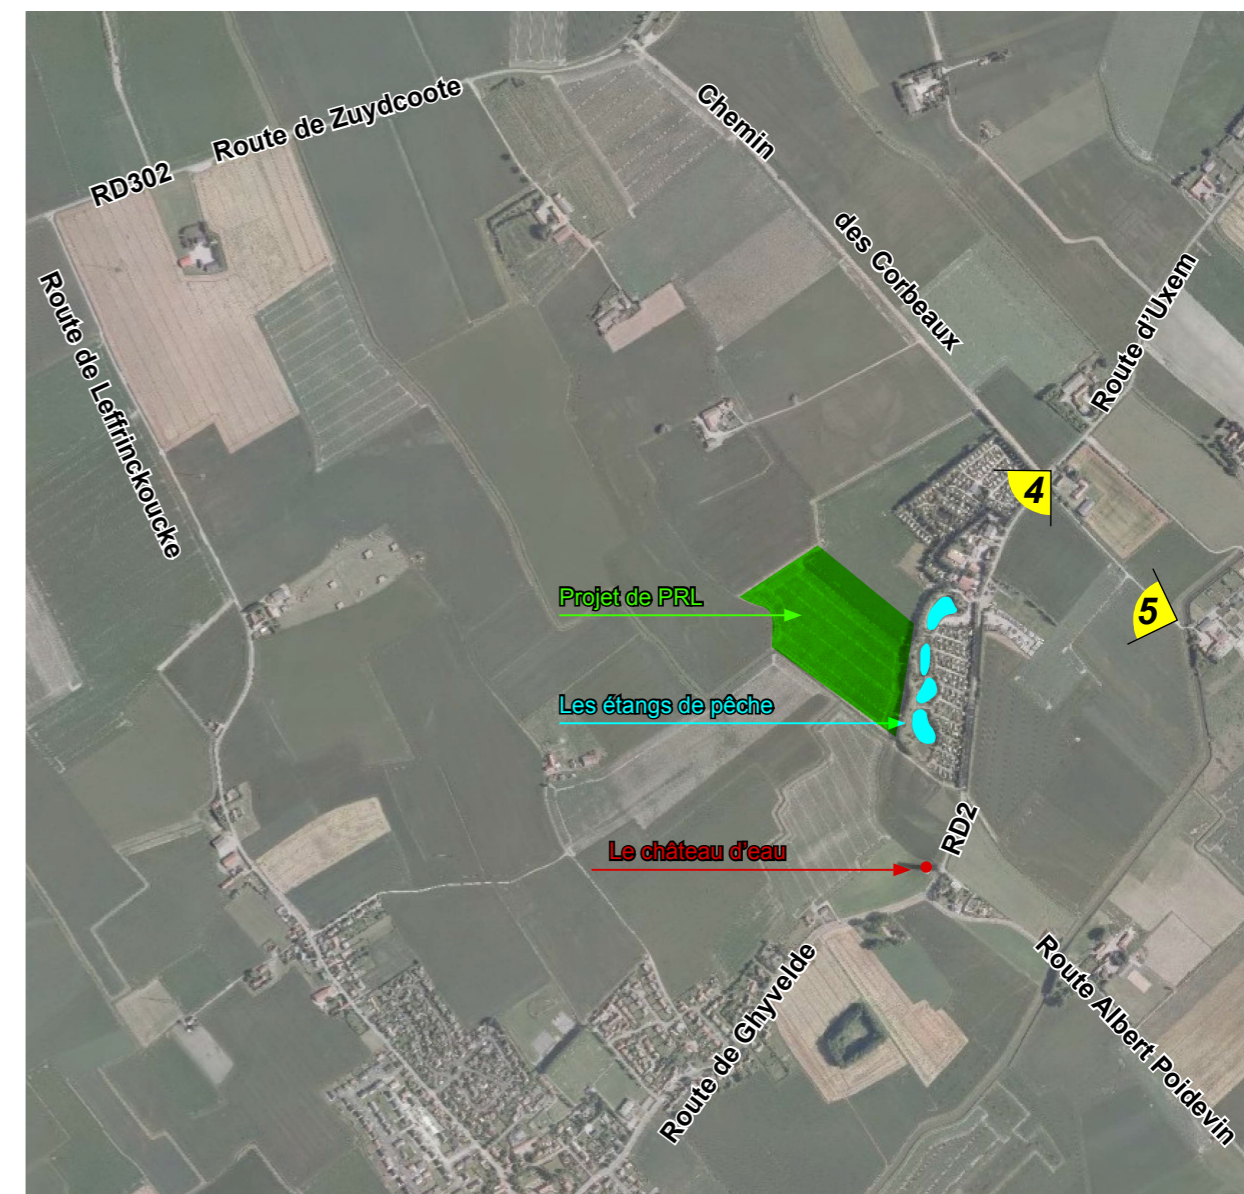 Route de Zuydcoote
RD302
Chemin
des Corbeaux
Route d'Uxem
Route de Leffrinckoucke
4
5
Projet de PRL
Les étangs de pêche
RD2
Le château d'eau
Route de Ghyvelde
Route Albert Poidevin